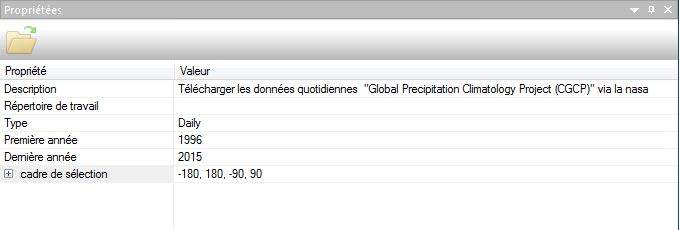 Propriétées
Propriété Valeur
Description Télécharger les données quotidiennes "Global Precipitation Climatology Project (CGCP)" via la nasa
Répertoire de travail
Type Daily
Première année 1996
Dernière année 2015
cadre de sélection -180, 180, -90, 90